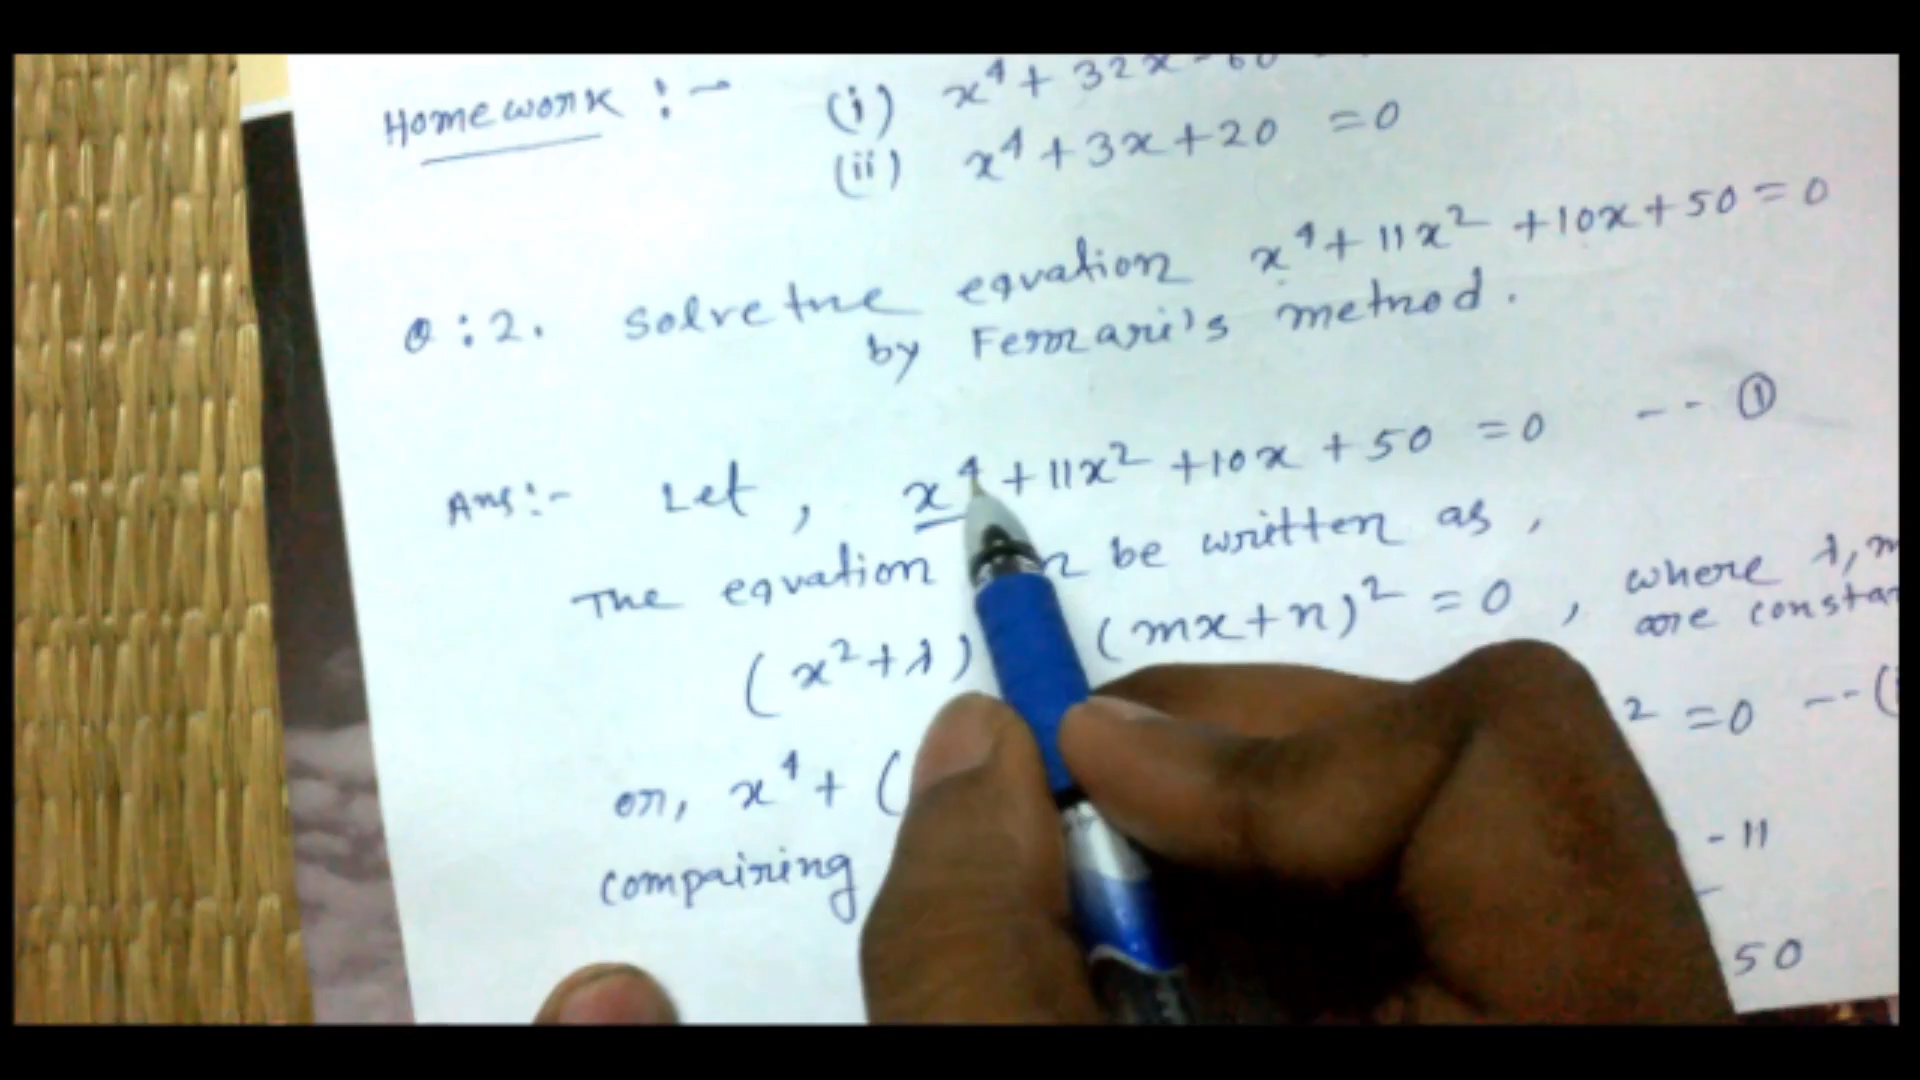 Homework :- (i) x⁴ + 32x - 60
(ii) x⁴ + 3x + 20 = 0
Q:2. Solve the equation x⁴ + 11x² + 10x + 50 = 0
by Ferrari's method.
Ans:- Let, x⁴ + 11x² + 10x + 50 = 0 -- ①
The equation be written as,
(x² + λ) (mx + n)² = 0, where λ, m
are constan
or, x⁴ + ( ² = 0 --(
compairing - 11
50